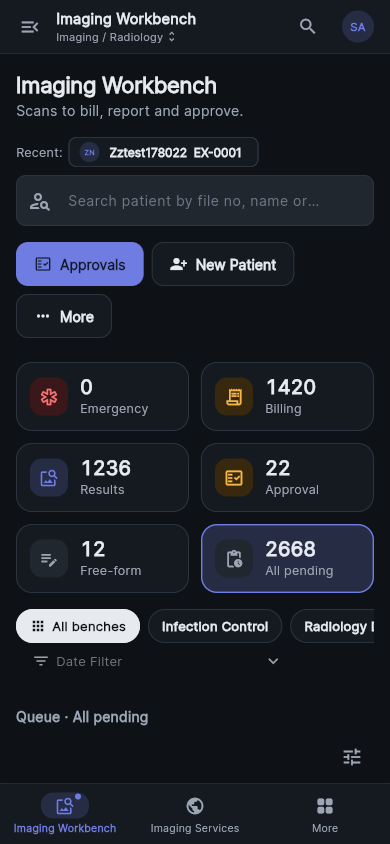 Imaging Workbench
Imaging / Radiology
SA
Imaging Workbench
Scans to bill, report and approve.
Recent: ZN Zztest178022 EX-0001
Search patient by file no, name or...
Approvals
New Patient
More
0
Emergency
1420
Billing
1236
Results
22
Approval
12
Free-form
2668
All pending
All benches
Infection Control
Radiology
Date Filter
Queue · All pending
Imaging Workbench
Imaging Services
More